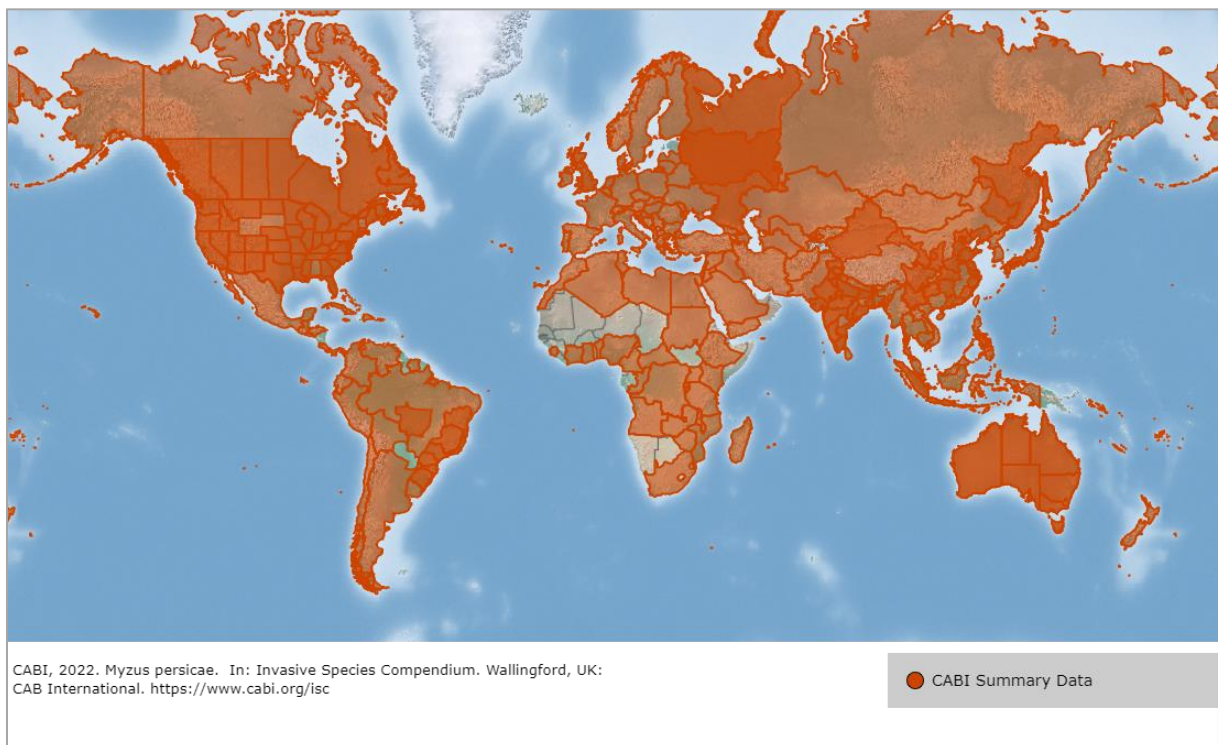 CABI, 2022. Myzus persicae.  In: Invasive Species Compendium. Wallingford, UK:
CAB International. https://www.cabi.org/isc
CABI Summary Data